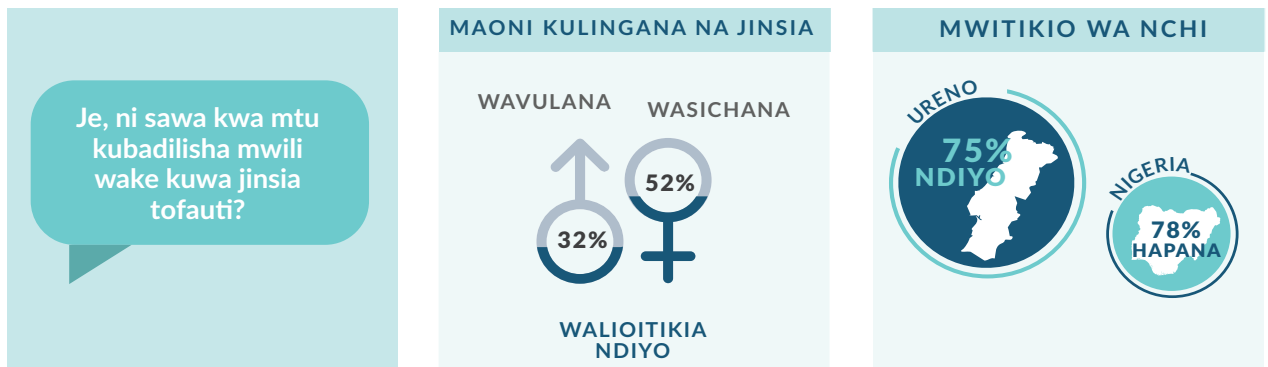 Je, ni sawa kwa mtu
kubadilisha mwili
wake kuwa jinsia
tofauti?
MAONI KULINGANA NA JINSIA
WAVULANA
WASICHANA
52%
32%
WALIOITIKIA
NDIYO
MWITIKIO WA NCHI
URENO
75%
NDIYO
NIGERIA
78%
HAPANA